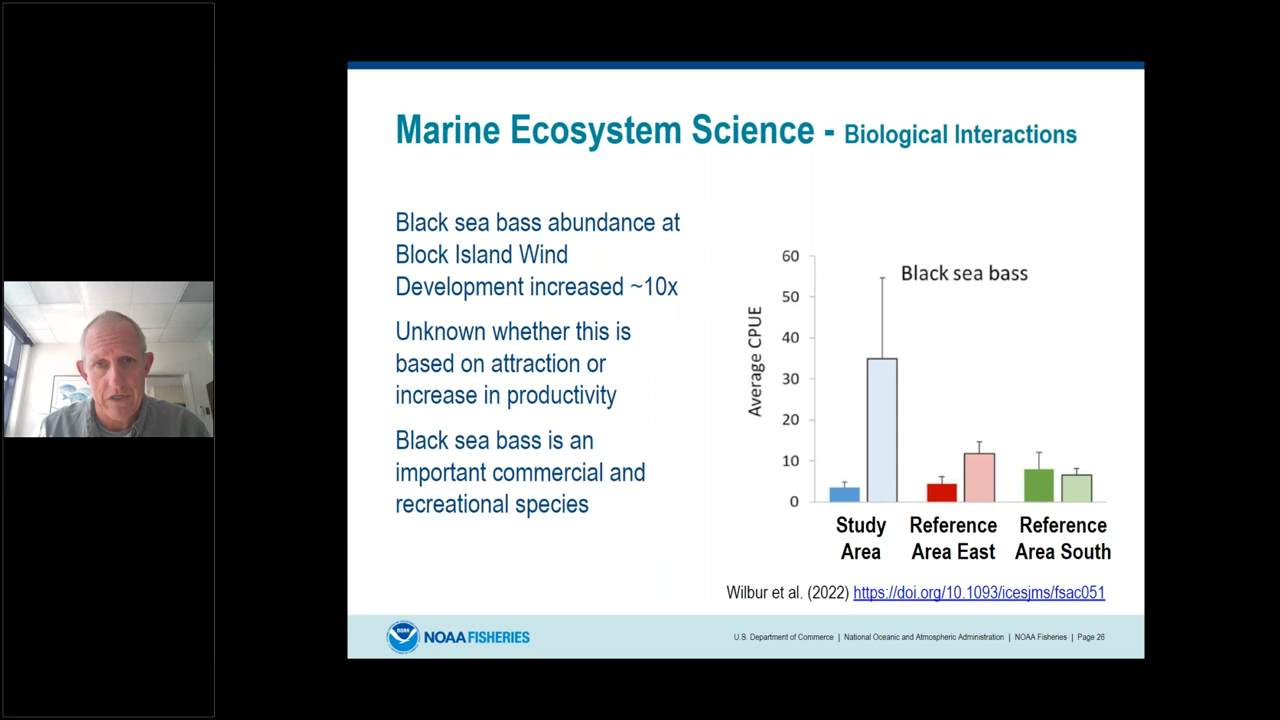 Marine Ecosystem Science - Biological Interactions
Black sea bass abundance at
Block Island Wind
Development increased ~10x
Unknown whether this is
based on attraction or
increase in productivity
Black sea bass is an
important commercial and
recreational species
Black sea bass
Average CPUE
60
50
40
30
20
10
0
Study
Area
Reference
Area East
Reference
Area South
Wilbur et al. (2022) https://doi.org/10.1093/icesjms/fsac051
NOAA
NOAA FISHERIES
U.S. Department of Commerce | National Oceanic and Atmospheric Administration | NOAA Fisheries | Page 26